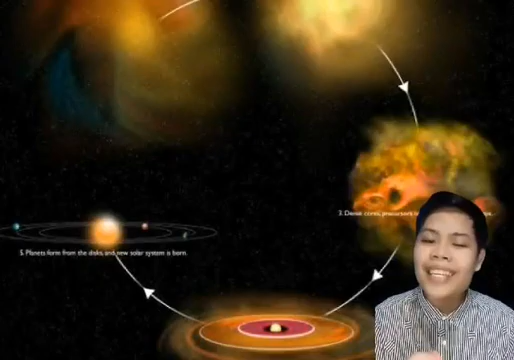 3. Dense cores, precursors
5. Planets form from the disks, and new solar system is born.